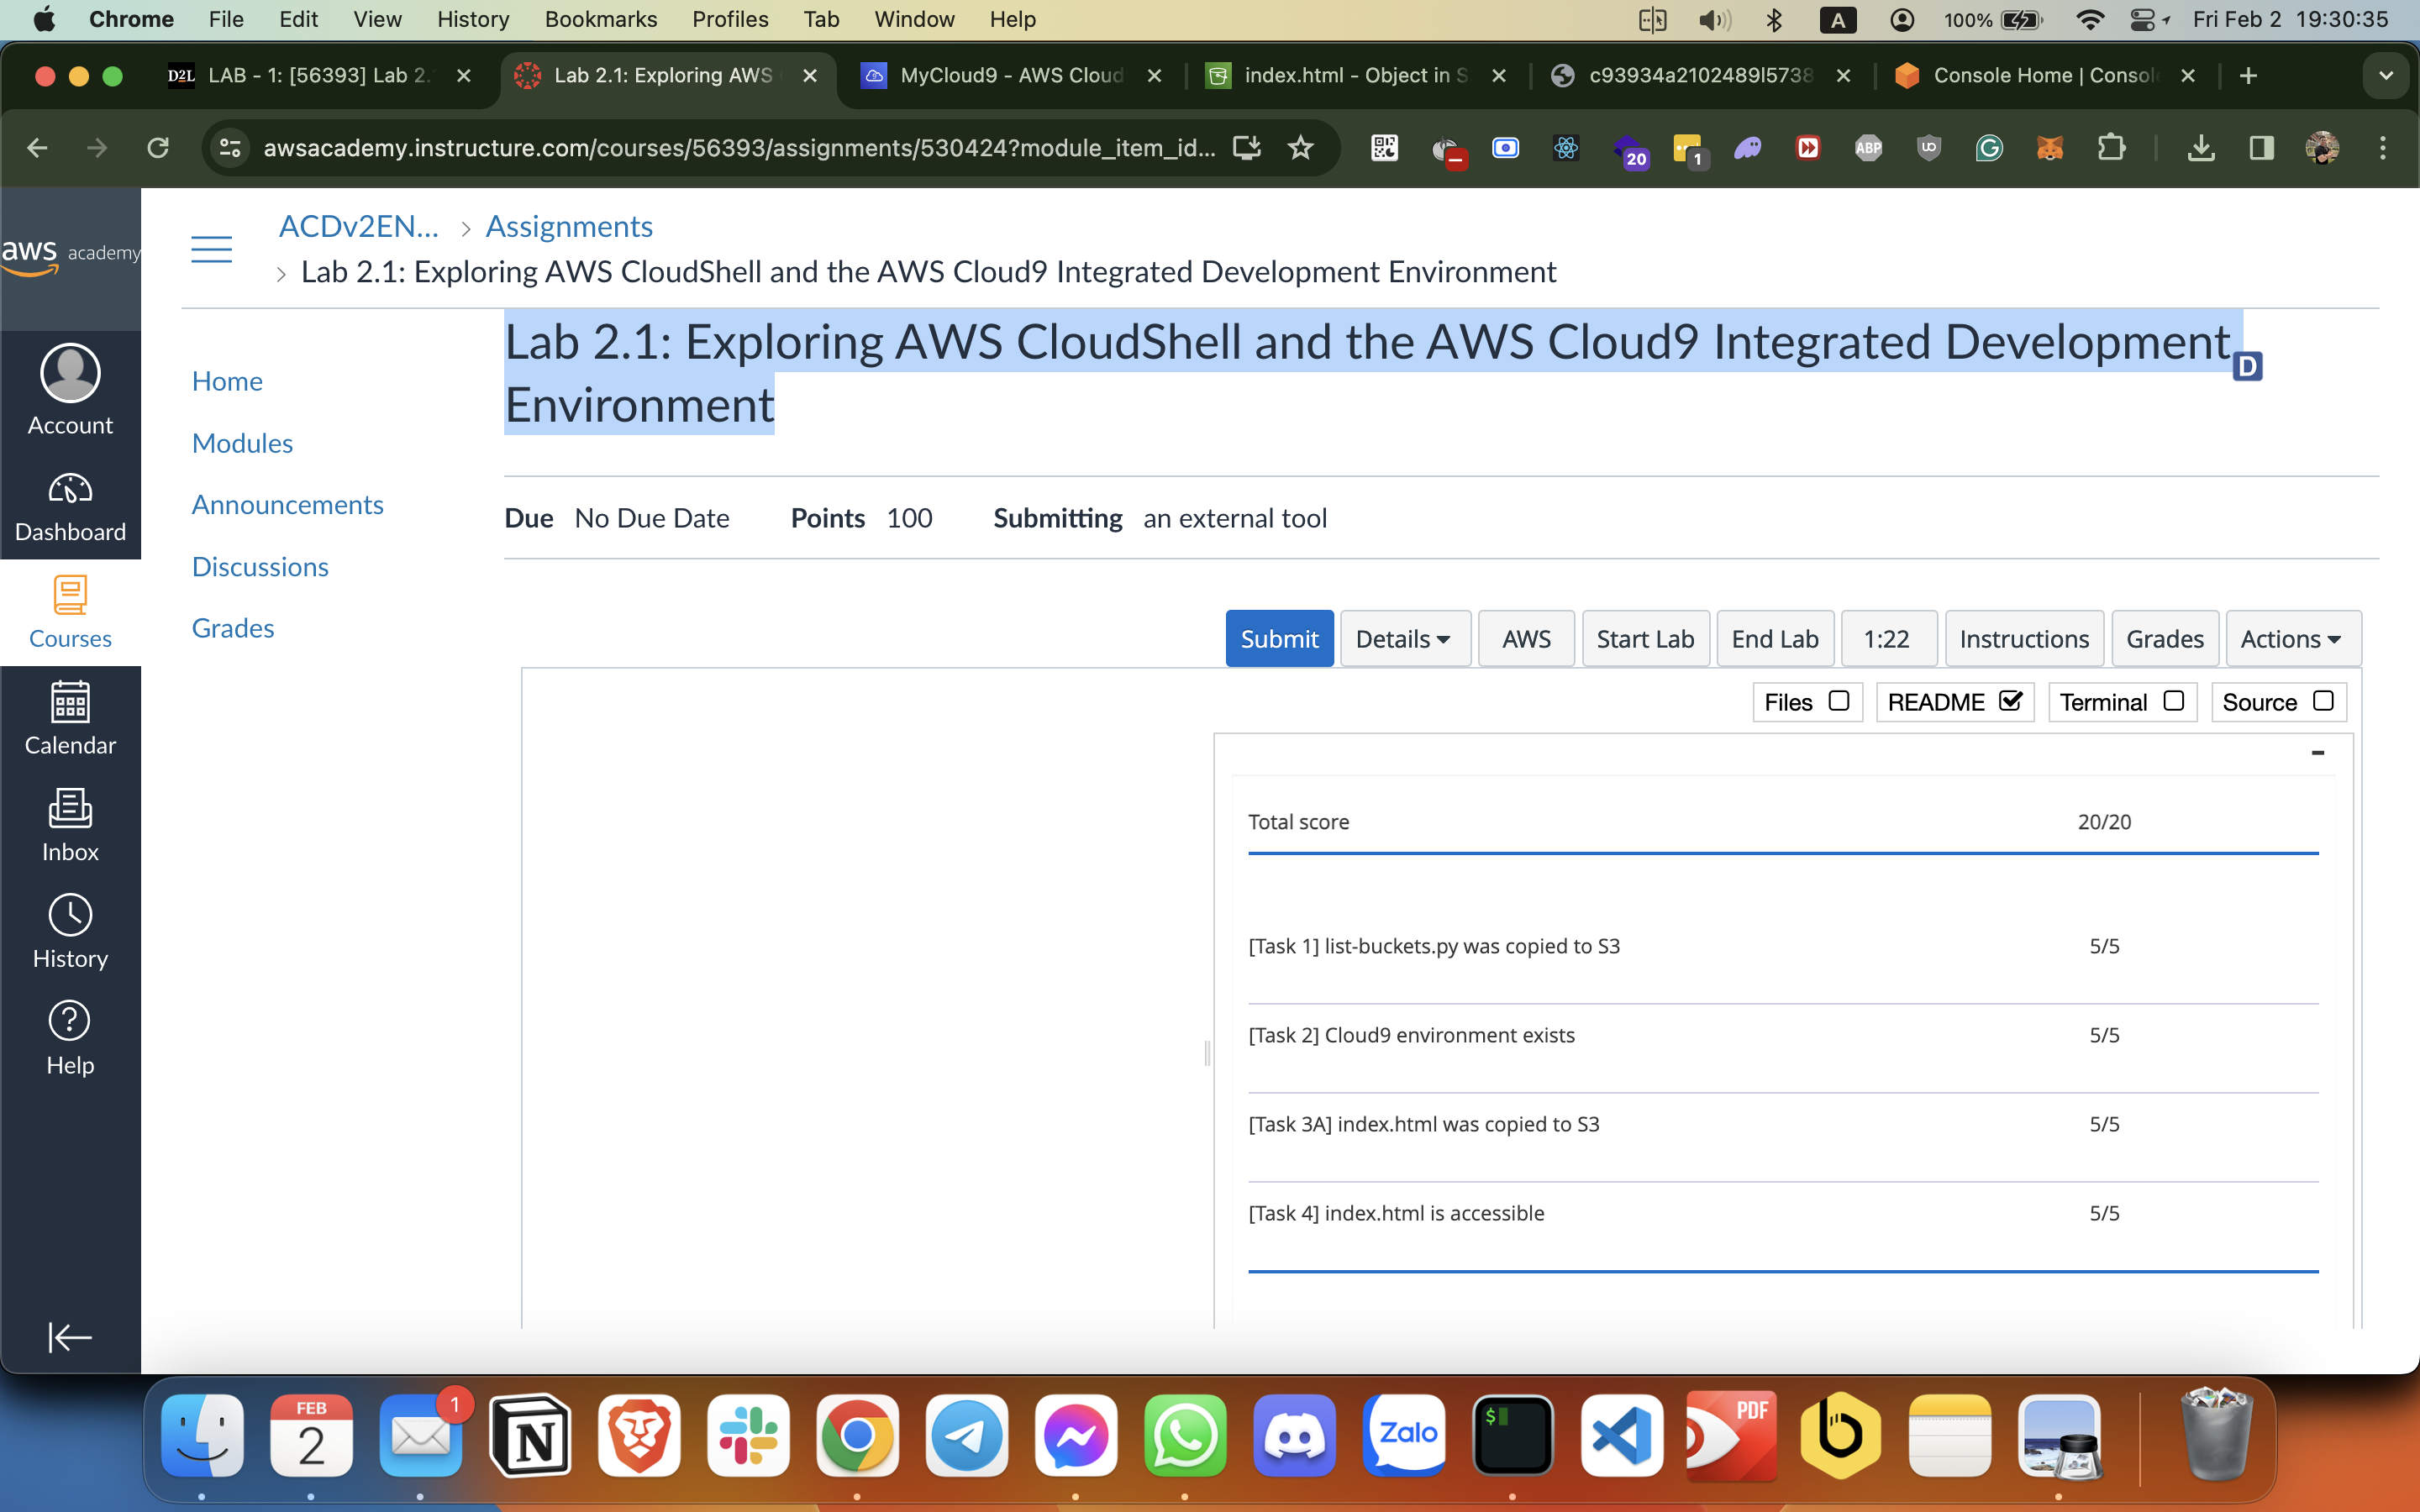 Chrome File Edit View History Bookmarks Profiles Tab Window Help A 100% Fri Feb 2 19:30:35
D2L LAB - 1: [56393] Lab 2. Lab 2.1: Exploring AWS MyCloud9 - AWS Cloud index.html - Object in S c93934a2102489l5738 Console Home | Consol
awsacademy.instructure.com/courses/56393/assignments/530424?module_item_id... 20 1 ABP
aws academy
ACDv2EN... > Assignments
> Lab 2.1: Exploring AWS CloudShell and the AWS Cloud9 Integrated Development Environment
Account
Dashboard
Courses
Calendar
Inbox
History
Help
Home
Modules
Announcements
Discussions
Grades
Lab 2.1: Exploring AWS CloudShell and the AWS Cloud9 Integrated Development
Environment
D
Due No Due Date Points 100 Submitting an external tool
Submit Details AWS Start Lab End Lab 1:22 Instructions Grades Actions
Files README Terminal Source
Total score 20/20
[Task 1] list-buckets.py was copied to S3 5/5
[Task 2] Cloud9 environment exists 5/5
[Task 3A] index.html was copied to S3 5/5
[Task 4] index.html is accessible 5/5
FEB
2
1
N
Zalo
$
PDF
b